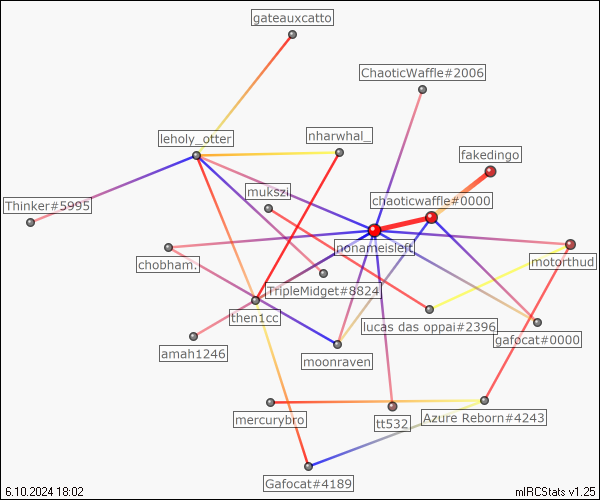 gateauxcatto
ChaoticWaffle#2006
leholy_otter
nharwhal_
fakedingo
mukszi
chaoticwaffle#0000
Thinker#5995
nonameisleft
chobham.
motorthud
TripleMidget#8824
then1cc
lucas das oppai#2396
gafocat#0000
amah1246
moonraven
mercurybro
tt532
Azure Reborn#4243
Gafocat#4189
6.10.2024 18:02
mIRCStats v1.25